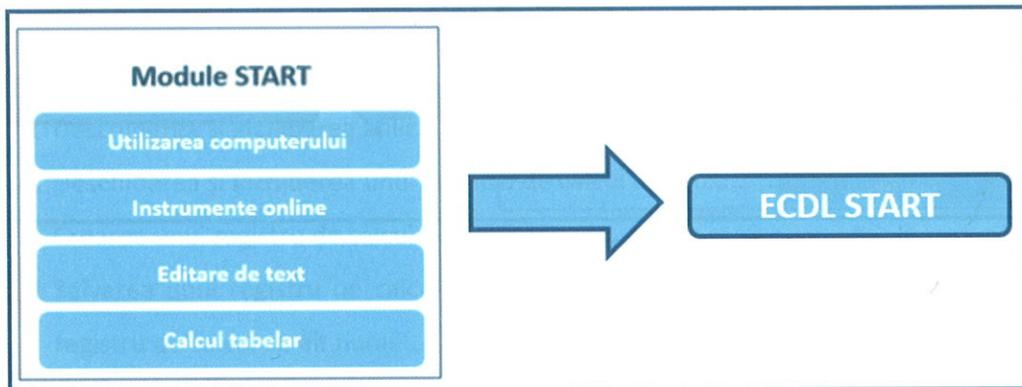 Module START
Utilizarea computerului
Instrumente online
Editare de text
Calcul tabelar
ECDL START